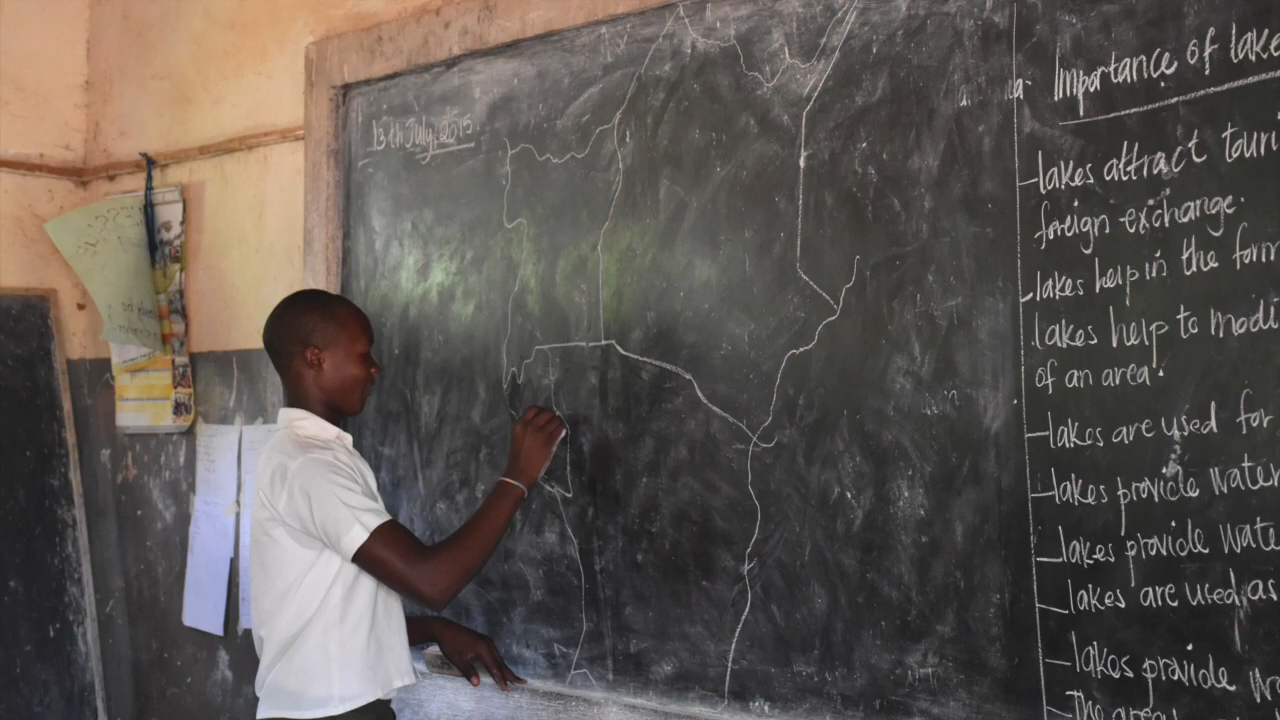 13th July, 2015
Importance of lake
-lakes attract touri
foreign exchange.
-lakes help in the form
.lakes help to modi
of an area.
-lakes are used for
-lakes provide water
-lakes provide wate
-lakes are used as
-lakes provide
-The